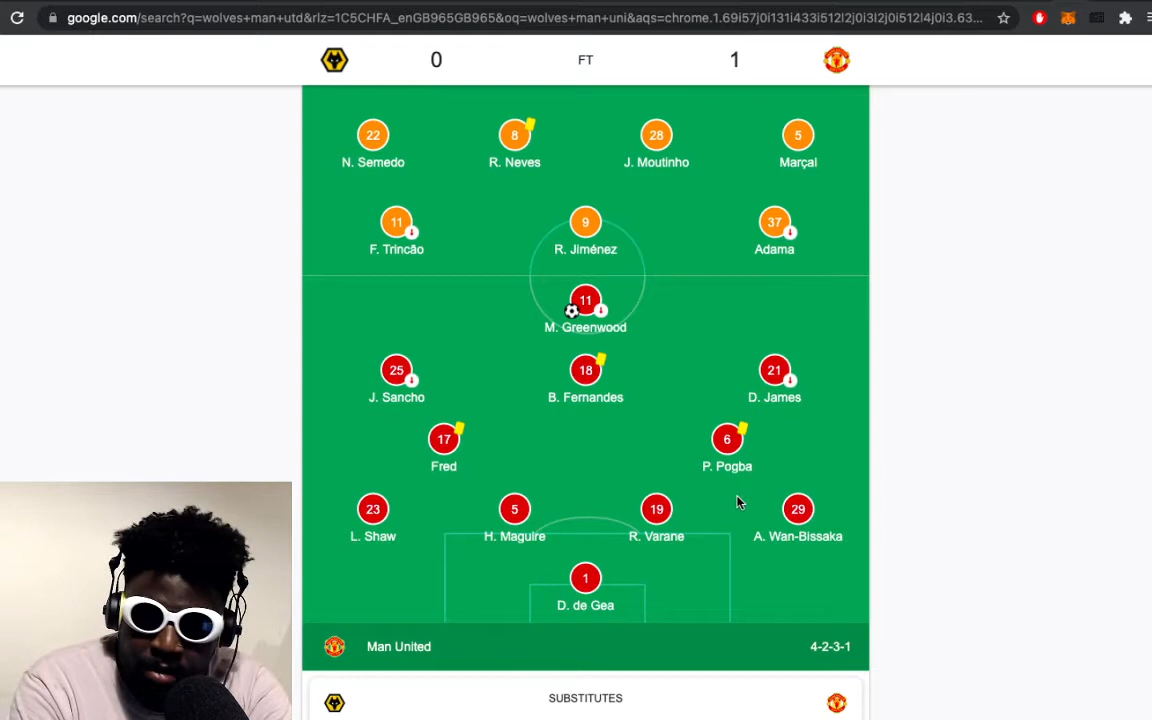 google.com/search?q=wolves+man+utd&rlz=1C5CHFA_enGB965GB965&oq=wolves+man+uni&aqs=chrome.1.69i57j0i131i433i512l2j0i3l2j0i512l4j0i3.63...
0 FT 1
22 8 28 5
N. Semedo R. Neves J. Moutinho Marçal
11 9 37
F. Trincão R. Jiménez Adama
11
M. Greenwood
25 18 21
J. Sancho B. Fernandes D. James
17 6
Fred P. Pogba
23 5 19 29
L. Shaw H. Maguire R. Varane A. Wan-Bissaka
1
D. de Gea
Man United 4-2-3-1
SUBSTITUTES